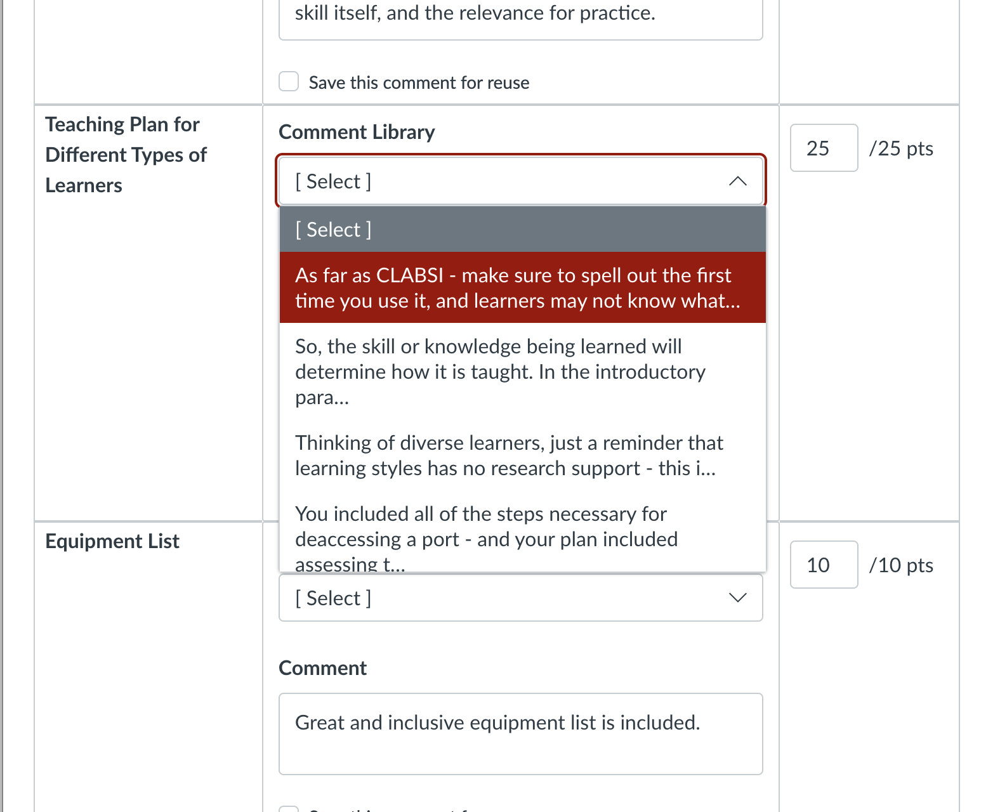 skill itself, and the relevance for practice.
Save this comment for reuse
Teaching Plan for
Different Types of
Learners
Comment Library
[ Select ]
[ Select ]
As far as CLABSI - make sure to spell out the first
time you use it, and learners may not know what...
So, the skill or knowledge being learned will
determine how it is taught. In the introductory
para...
Thinking of diverse learners, just a reminder that
learning styles has no research support - this i...
You included all of the steps necessary for
deaccessing a port - and your plan included
assessing t...
25 /25 pts
Equipment List
[ Select ]
Comment
Great and inclusive equipment list is included.
10 /10 pts